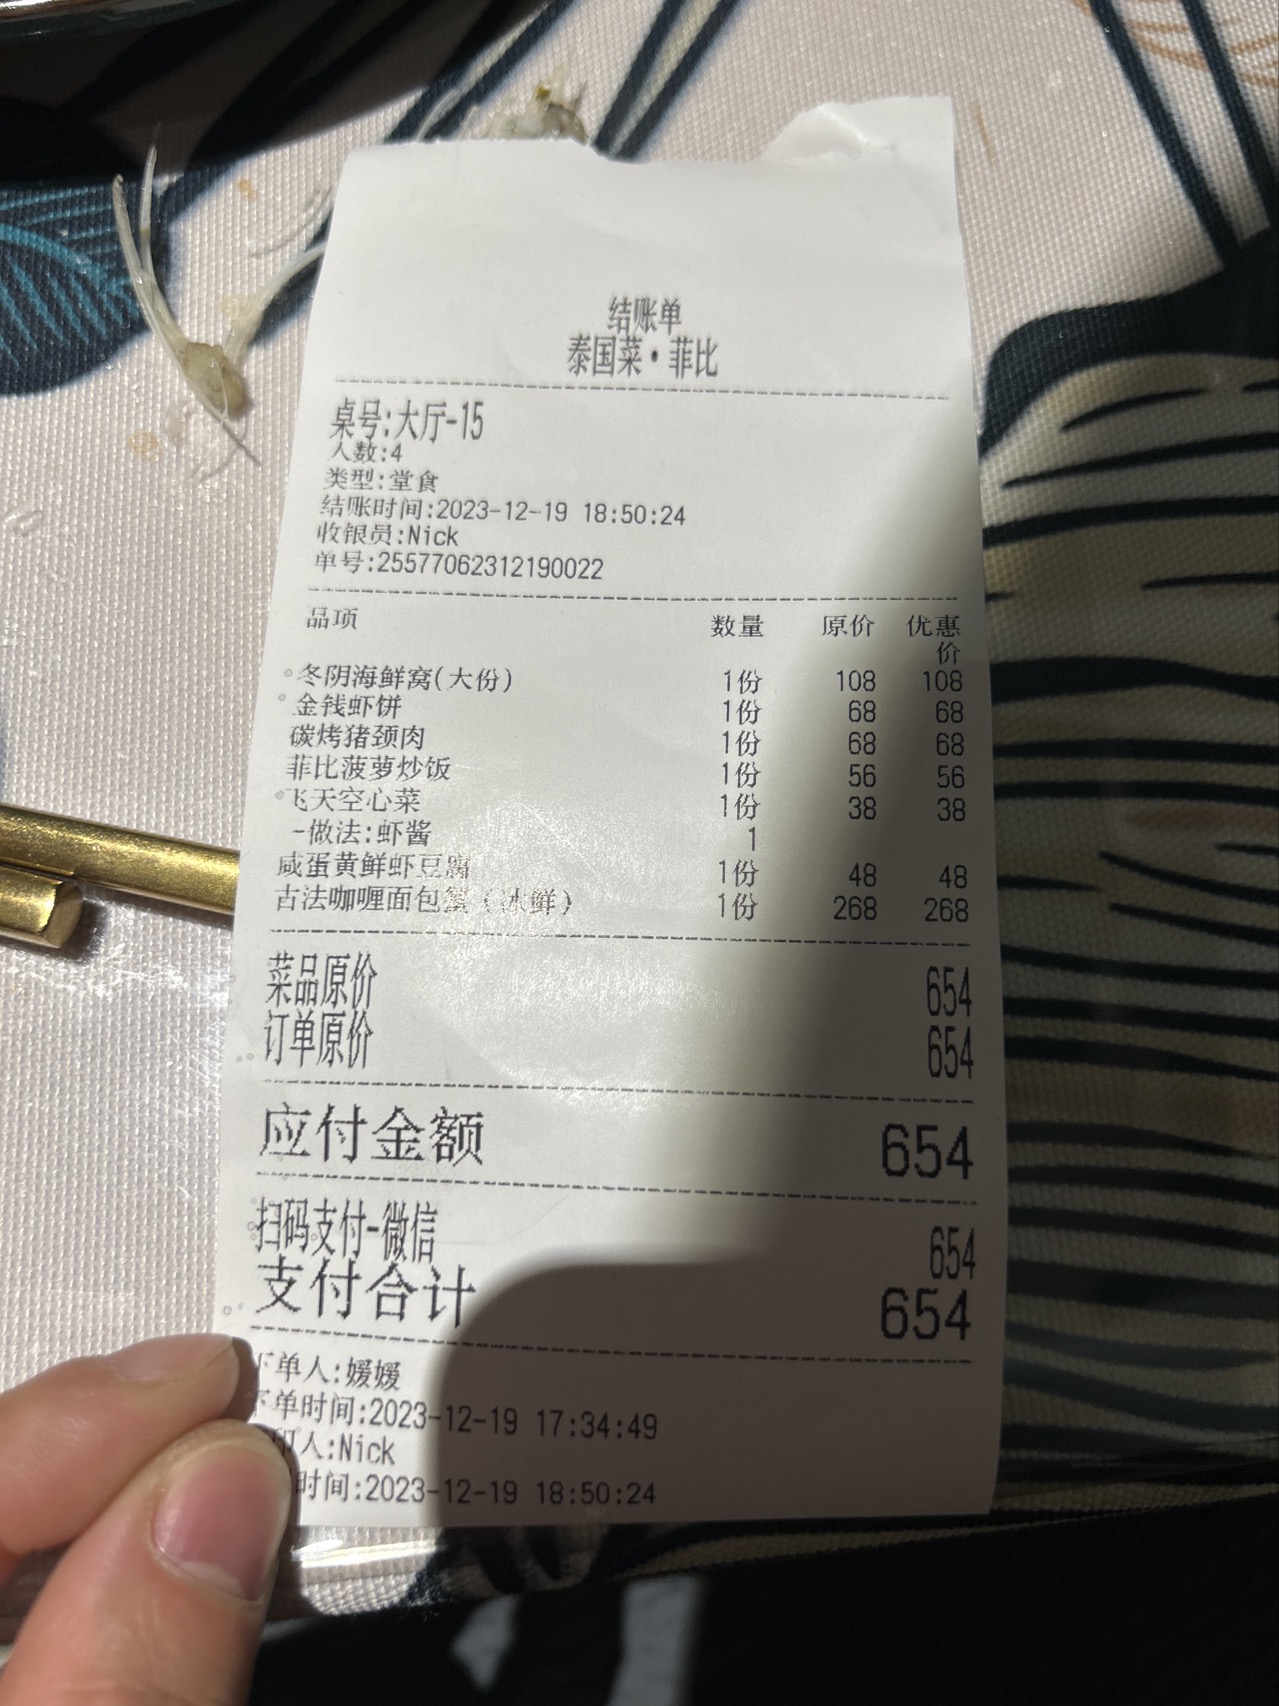 结账单
泰国菜·菲比
桌号:大厅-15
人数:4
类型:堂食
结账时间:2023-12-19 18:50:24
收银员:Nick
单号:25577062312190022
品项 数量 原价 优惠价
冬阴海鲜窝(大份) 1份 108 108
金钱虾饼 1份 68 68
碳烤猪颈肉 1份 68 68
菲比菠萝炒饭 1份 56 56
飞天空心菜 1份 38 38
-做法:虾酱 1
咸蛋黄鲜虾豆腐 1份 48 48
古法咖喱面包蟹(冰鲜) 1份 268 268
菜品原价 654
订单原价 654
应付金额 654
扫码支付-微信 654
支付合计 654
下单人:媛媛
下单时间:2023-12-19 17:34:49
印人:Nick
时间:2023-12-19 18:50:24